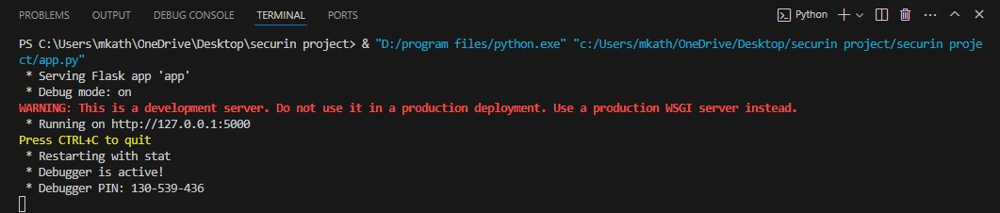 PROBLEMS OUTPUT DEBUG CONSOLE TERMINAL PORTS Python
PS C:\Users\mkath\OneDrive\Desktop\securin project> & "D:/program files/python.exe" "c:/Users/mkath/OneDrive/Desktop/securin project/securin proje
ct/app.py"
 * Serving Flask app 'app'
 * Debug mode: on
WARNING: This is a development server. Do not use it in a production deployment. Use a production WSGI server instead.
 * Running on http://127.0.0.1:5000
Press CTRL+C to quit
 * Restarting with stat
 * Debugger is active!
 * Debugger PIN: 130-539-436